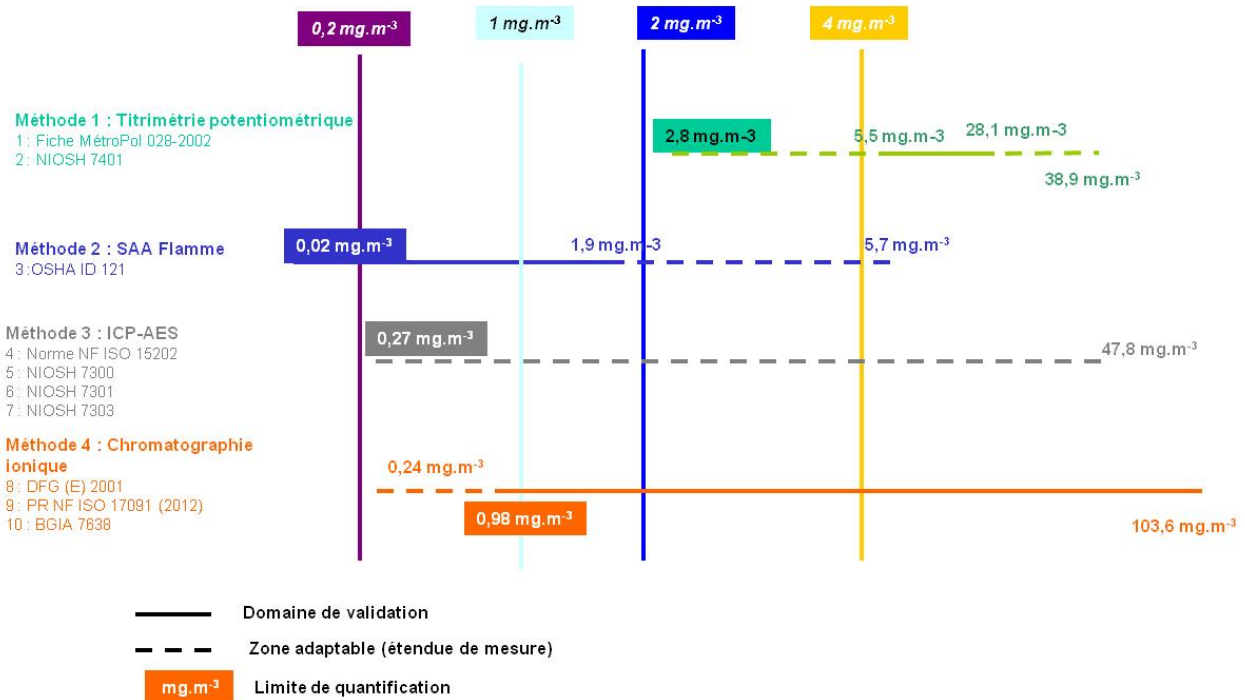 0,2 mg.m-3
1 mg.m-3
2 mg.m-3
4 mg.m-3
Méthode 1 : Titrimétrie potentiométrique
1 : Fiche MétroPol 028-2002
2 : NIOSH 7401
2,8 mg.m-3
5,5 mg.m-3
28,1 mg.m-3
38,9 mg.m-3
Méthode 2 : SAA Flamme
3 :OSHA ID 121
0,02 mg.m-3
1,9 mg.m-3
5,7 mg.m-3
Méthode 3 : ICP-AES
4 : Norme NF ISO 15202
5 : NIOSH 7300
6 : NIOSH 7301
7 : NIOSH 7303
0,27 mg.m-3
47,8 mg.m-3
Méthode 4 : Chromatographie
ionique
8 : DFG (E) 2001
9 : PR NF ISO 17091 (2012)
10 : BGIA 7638
0,24 mg.m-3
0,98 mg.m-3
103,6 mg.m-3
Domaine de validation
Zone adaptable (étendue de mesure)
mg.m-3 Limite de quantification